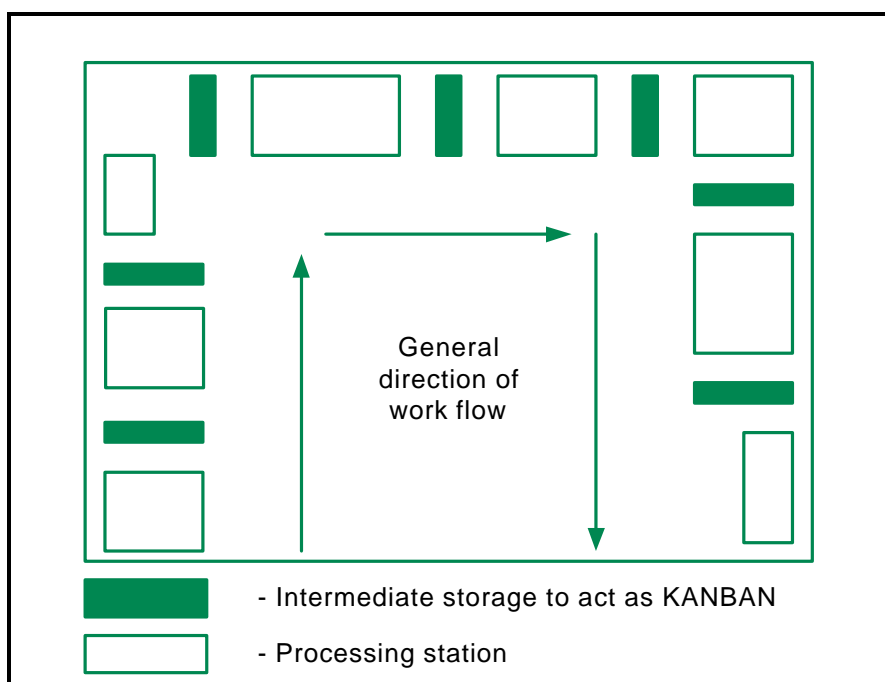 General
direction of
work flow
- Intermediate storage to act as KANBAN
- Processing station